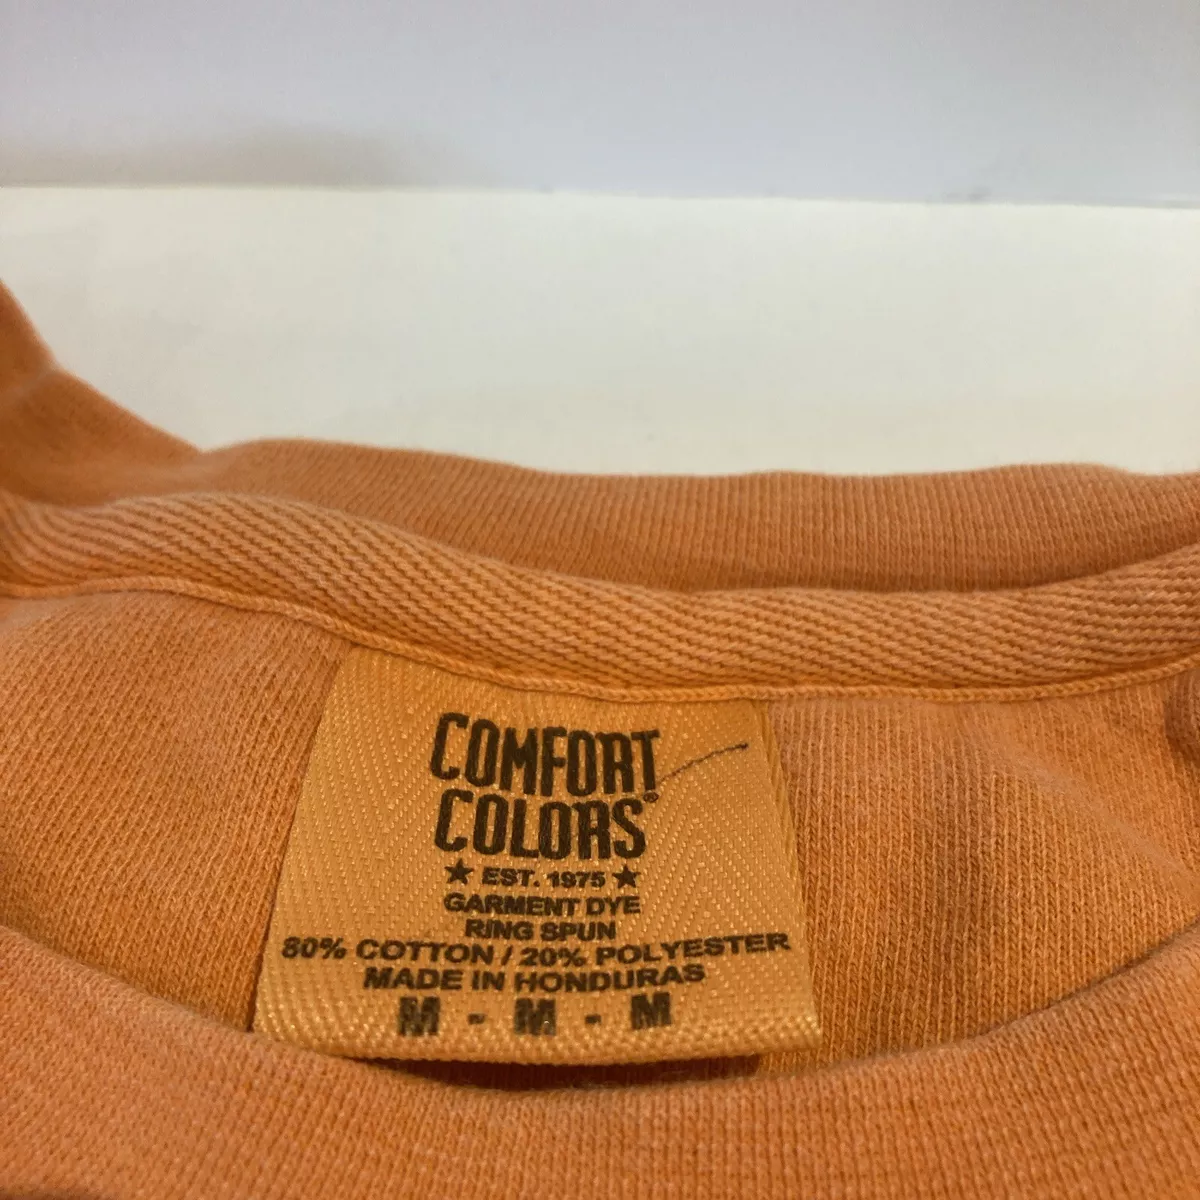 COMFORT
COLORS®
★ EST. 1975 ★
GARMENT DYE
RING SPUN
80% COTTON / 20% POLYESTER
MADE IN HONDURAS
M - M - M